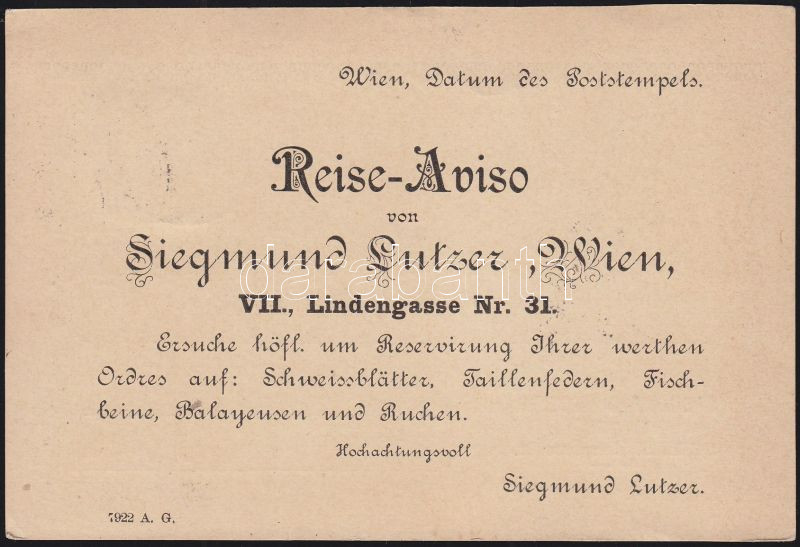 Wien, Datum des Poststempels.
Reise-Aviso
von
Siegmund Lutzer, Wien,
VII., Lindengasse Nr. 31.
Ersuche höfl. um Reservirung Ihrer werthen
Ordres auf: Schweissblätter, Taillenfedern, Fisch-
beine, Balayeusen und Ruchen.
Hochachtungsvoll
Siegmund Lutzer.
7922 A. G.
darabanth